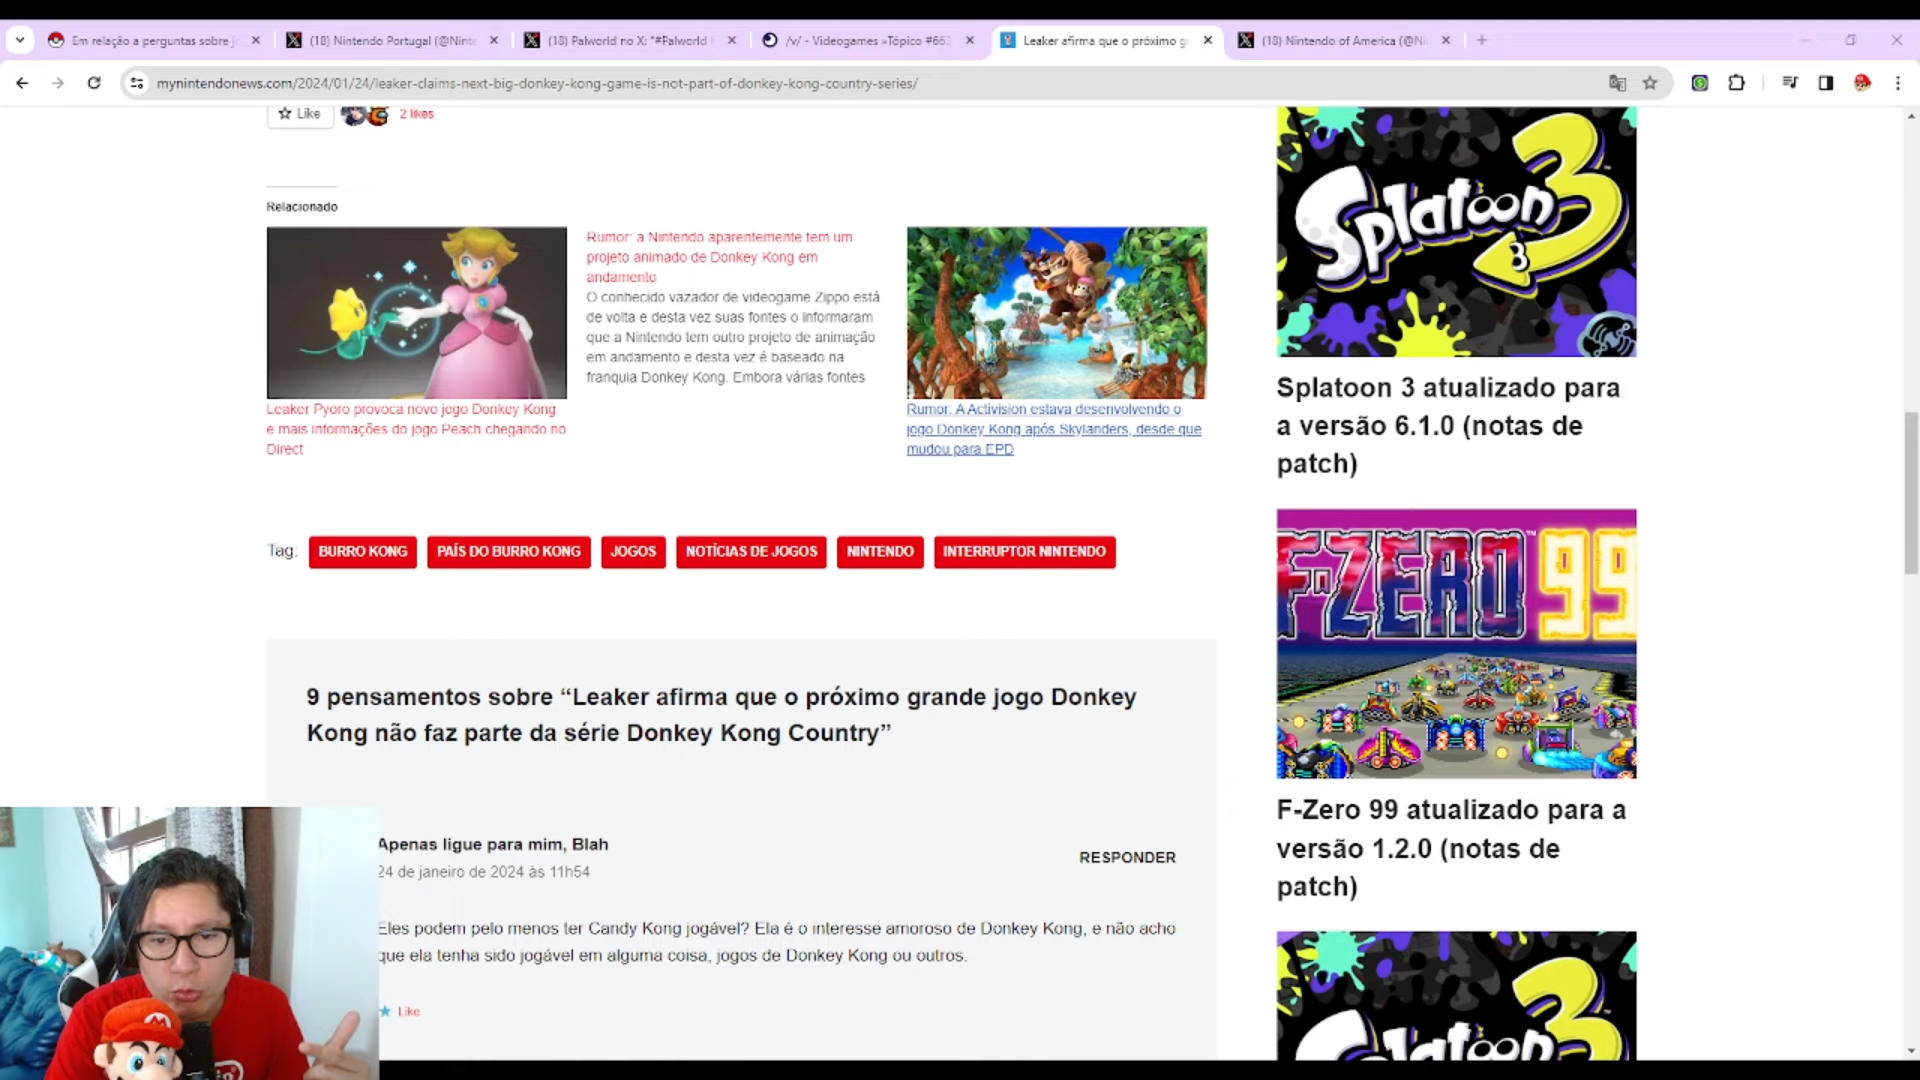 Em relação a perguntas sobre j
(18) Nintendo Portugal (@Ninte
(18) Palworld no X: "#Palworld
/v/ - Videogames »Tópico #663
Leaker afirma que o próximo g
(18) Nintendo of America (@Ni
mynintendonews.com/2024/01/24/leaker-claims-next-big-donkey-kong-game-is-not-part-of-donkey-kong-country-series/
Like
2 likes
Relacionado
Leaker Pyoro provoca novo jogo Donkey Kong
e mais informações do jogo Peach chegando no
Direct
Rumor: a Nintendo aparentemente tem um
projeto animado de Donkey Kong em
andamento
O conhecido vazador de videogame Zippo está
de volta e desta vez suas fontes o informaram
que a Nintendo tem outro projeto de animação
em andamento e desta vez é baseado na
franquia Donkey Kong. Embora várias fontes
Rumor: A Activision estava desenvolvendo o
jogo Donkey Kong após Skylanders, desde que
mudou para EPD
Tag: BURRO KONG PAÍS DO BURRO KONG JOGOS NOTÍCIAS DE JOGOS NINTENDO INTERRUPTOR NINTENDO
9 pensamentos sobre “Leaker afirma que o próximo grande jogo Donkey
Kong não faz parte da série Donkey Kong Country”
Apenas ligue para mim, Blah
24 de janeiro de 2024 às 11h54
RESPONDER
Eles podem pelo menos ter Candy Kong jogável? Ela é o interesse amoroso de Donkey Kong, e não acho
que ela tenha sido jogável em alguma coisa, jogos de Donkey Kong ou outros.
Like
Splatoon 3
3
Splatoon 3 atualizado para
a versão 6.1.0 (notas de
patch)
F-ZERO 99
F-Zero 99 atualizado para a
versão 1.2.0 (notas de
patch)
Splatoon 3
M